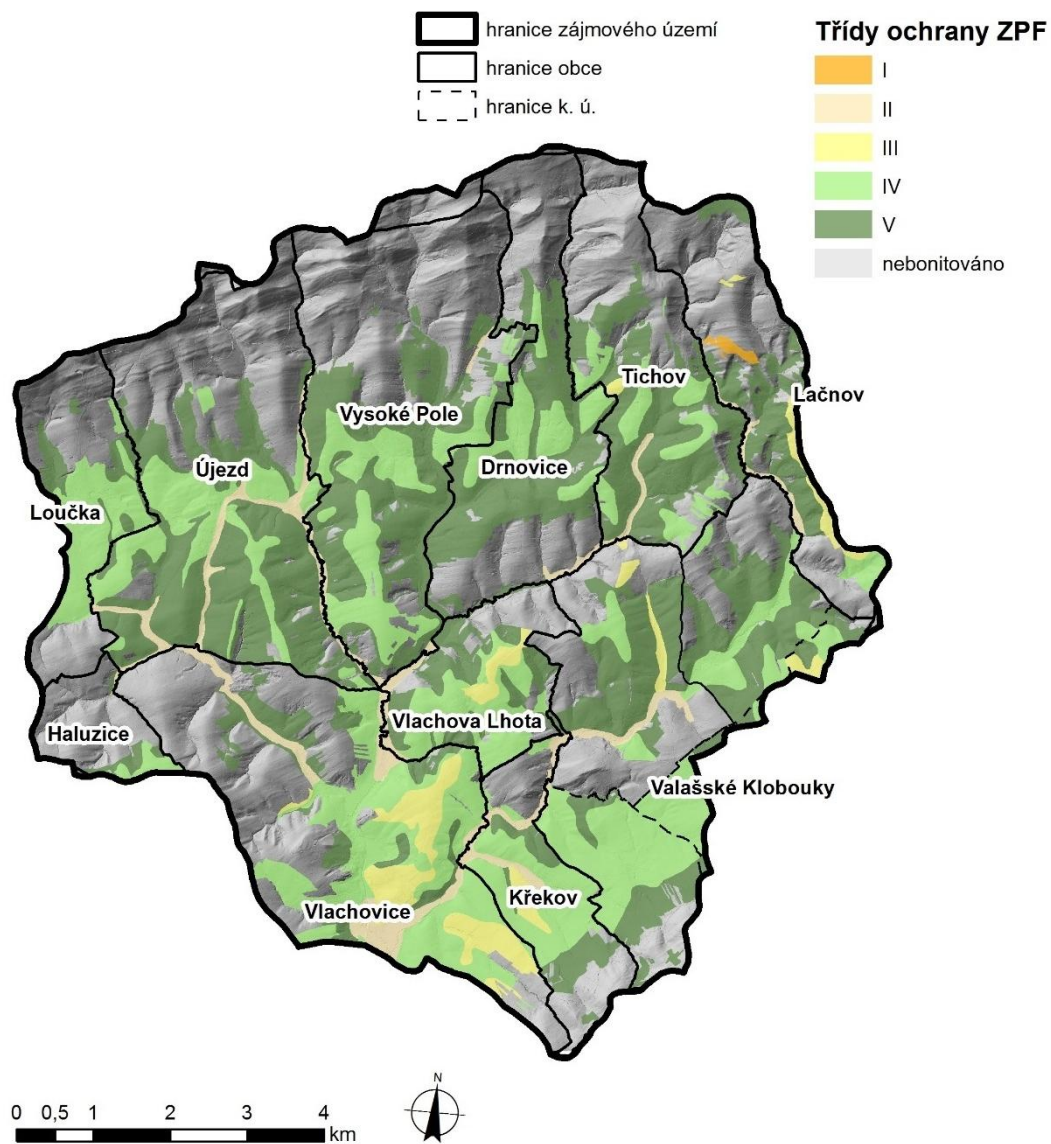 hranice zájmového území
hranice obce
hranice k. ú.
Třídy ochrany ZPF
I
II
III
IV
V
nebonitováno
Tichov
Lačnov
Vysoké Pole
Drnovice
Újezd
Loučka
Vlachova Lhota
Haluzice
Valašské Klobouky
Křekov
Vlachovice
N
0 0,5 1 2 3 4
km